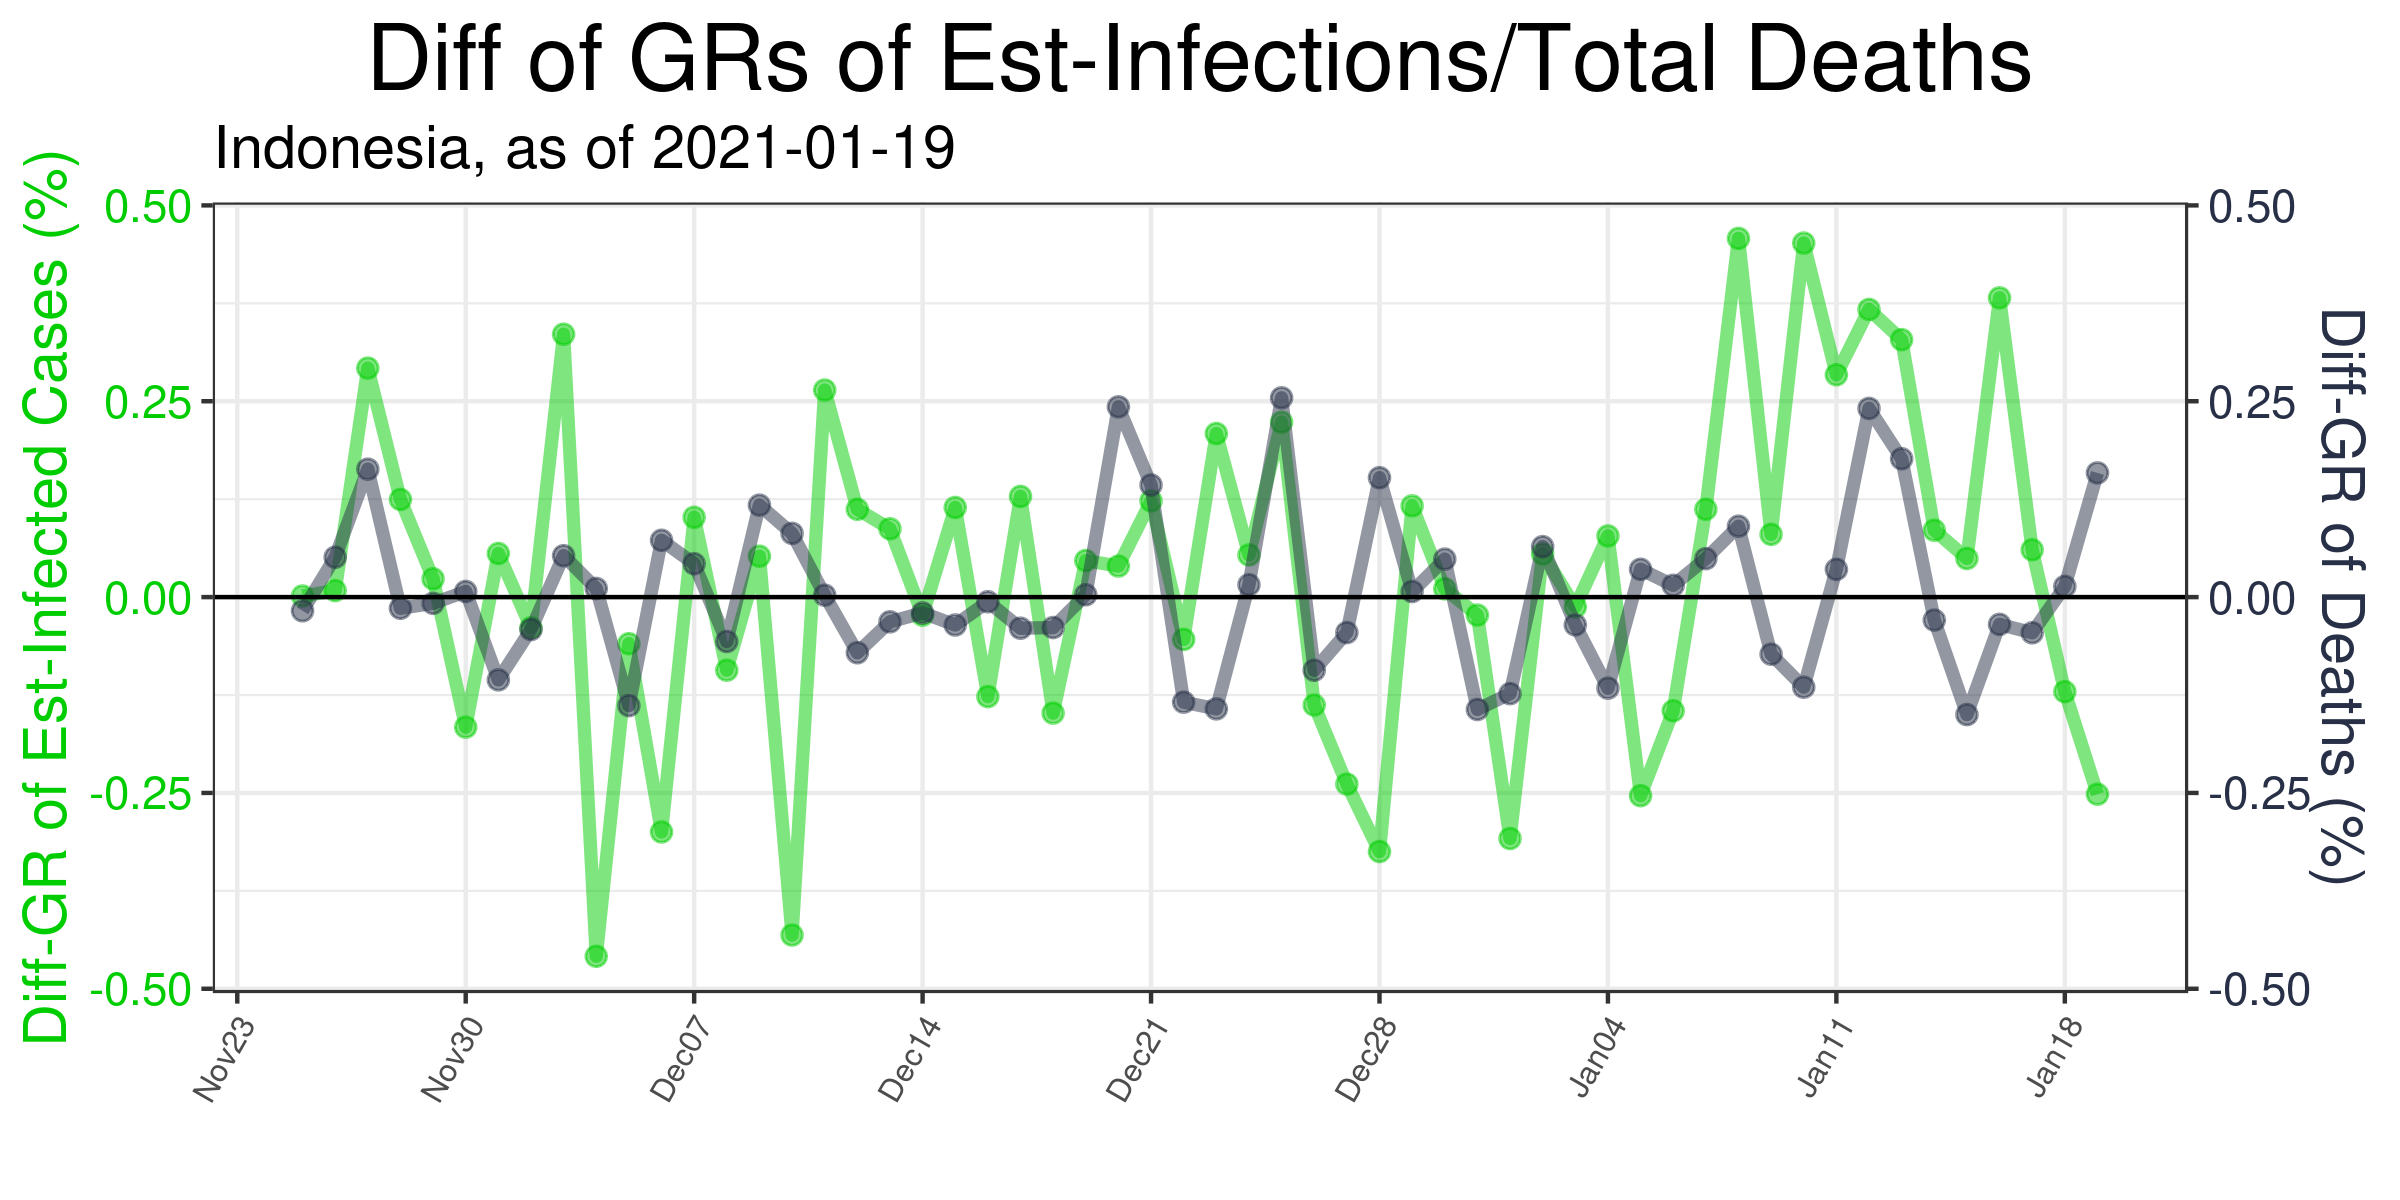 Diff of GRs of Est-Infections/Total Deaths
Indonesia, as of 2021-01-19
Diff-GR of Est-Infected Cases (%)
0.50
0.25
0.00
-0.25
-0.50
0.50
0.25
0.00
-0.25
-0.50
Diff-GR of Deaths (%)
Nov23
Nov30
Dec07
Dec14
Dec21
Dec28
Jan04
Jan11
Jan18